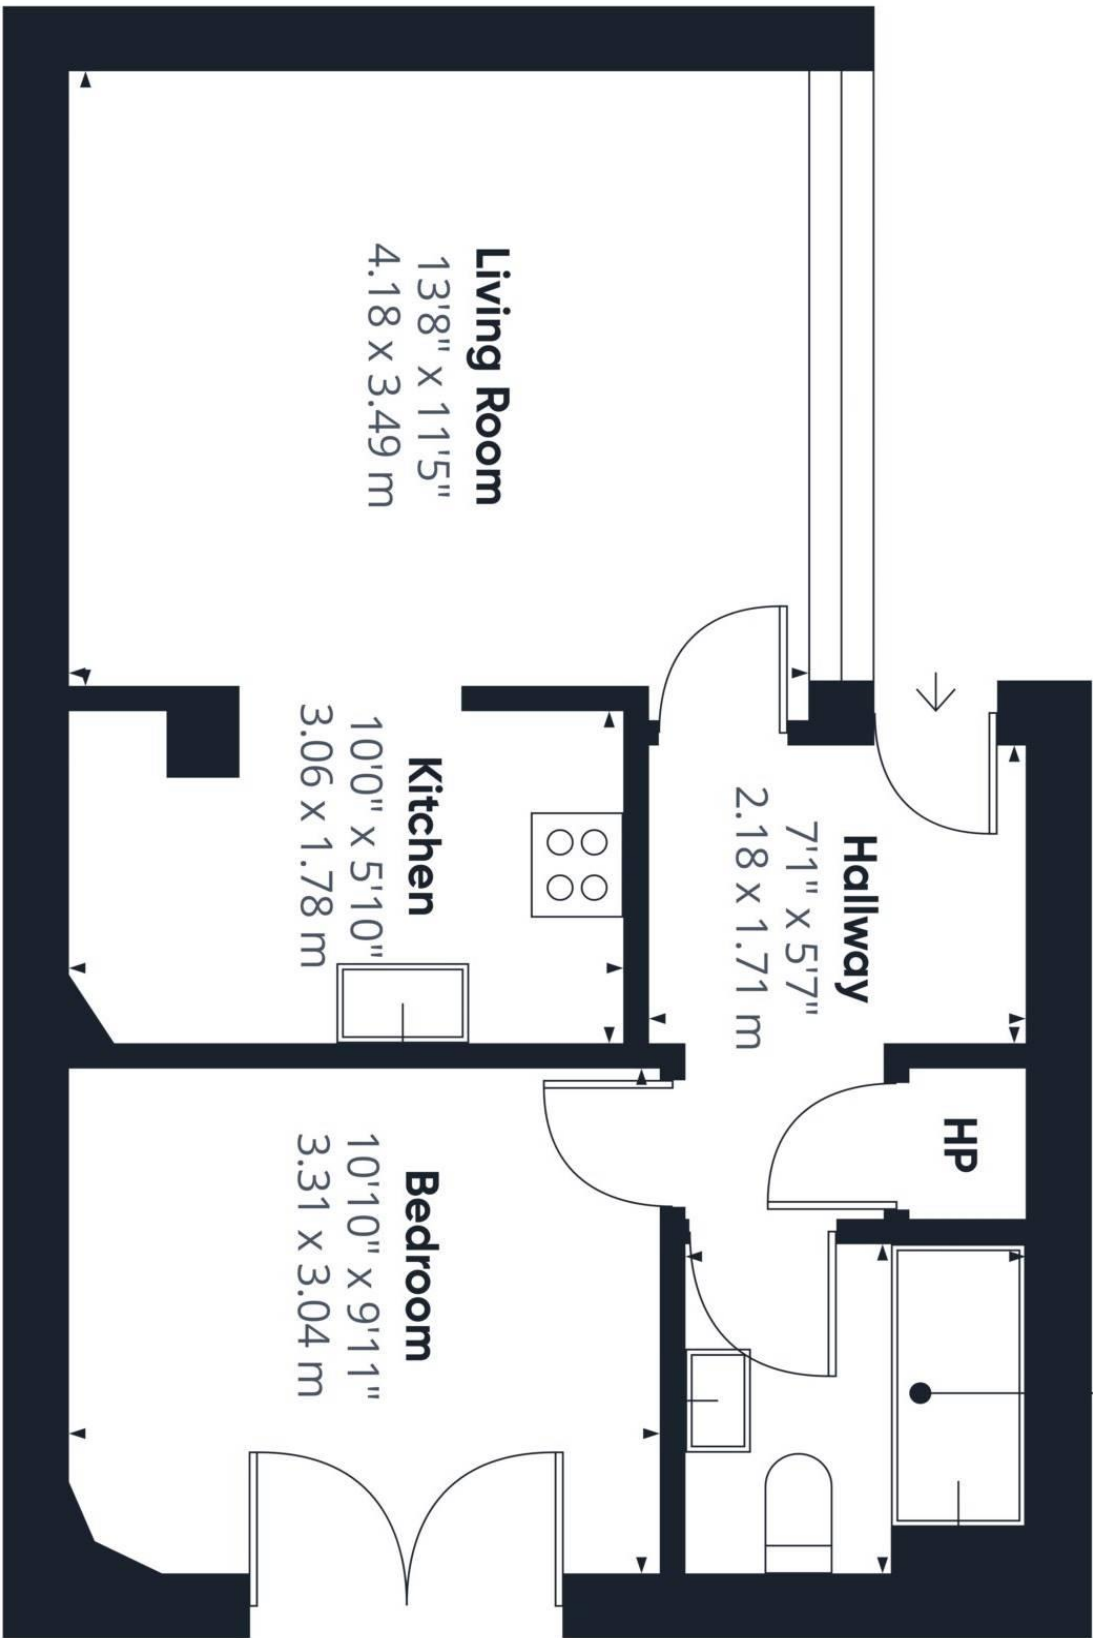 Living Room
13'8" x 11'5"
4.18 x 3.49 m
Kitchen
10'0" x 5'10"
3.06 x 1.78 m
Hallway
7'1" x 5'7"
2.18 x 1.71 m
HP
Bedroom
10'10" x 9'11"
3.31 x 3.04 m